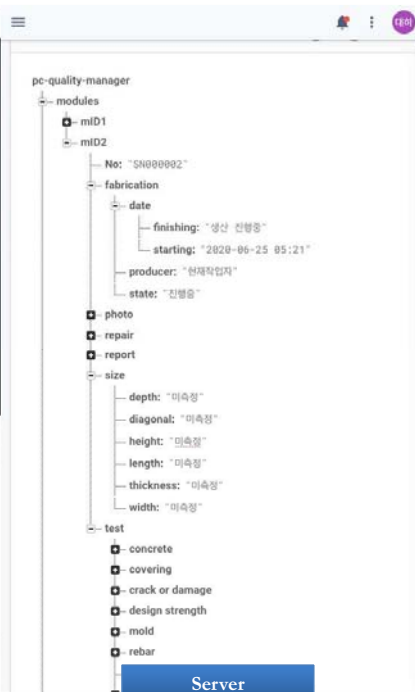 대희
pc-quality-manager
modules
mID1
mID2
No: "SN000002"
fabrication
date
finishing: "생산 진행중"
starting: "2020-06-25 05:21"
producer: "현재작업자"
state: "진행중"
photo
repair
report
size
depth: "미측정"
diagonal: "미측정"
height: "미측정"
length: "미측정"
thickness: "미측정"
width: "미측정"
test
concrete
covering
crack or damage
design strength
mold
rebar
Server